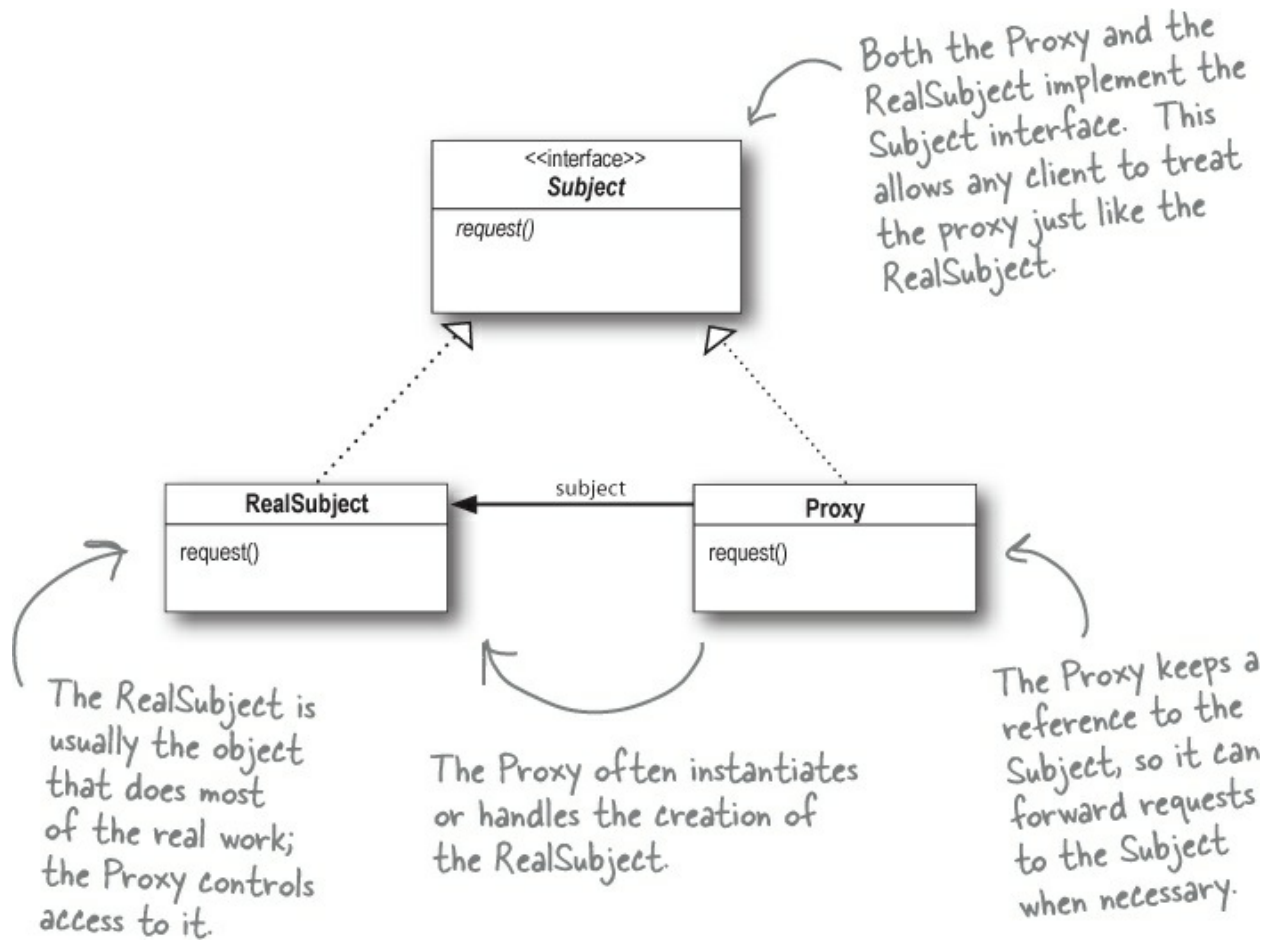 Both the Proxy and the
RealSubject implement the
Subject interface. This
allows any client to treat
the proxy just like the
RealSubject.
<<interface>>
Subject
request()
RealSubject
request()
subject
Proxy
request()
The RealSubject is
usually the object
that does most
of the real work;
the Proxy controls
access to it.
The Proxy often instantiates
or handles the creation of
the RealSubject.
The Proxy keeps a
reference to the
Subject, so it can
forward requests
to the Subject
when necessary.